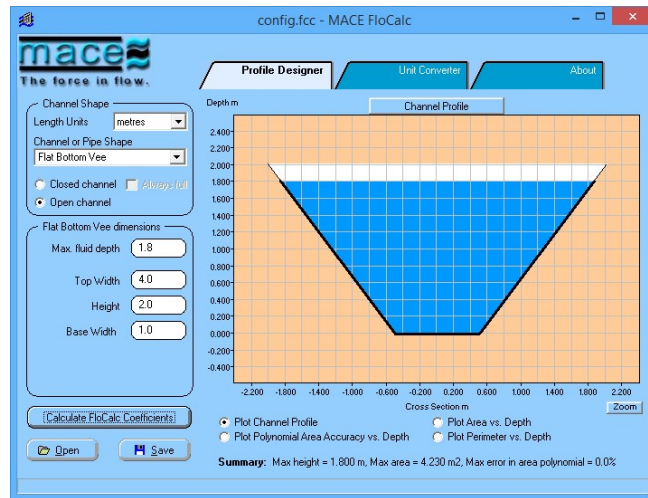 config.fcc - MACE FloCalc
mace
The force in flow.
Profile Designer
Unit Converter
About
Channel Shape
Length Units metres
Channel or Pipe Shape
Flat Bottom Vee
Closed channel Always full
Open channel
Flat Bottom Vee dimensions
Max. fluid depth 1.8
Top Width 4.0
Height 2.0
Base Width 1.0
Calculate FloCalc Coefficients
Open Save
Depth m
Channel Profile
2.400
2.200
2.000
1.800
1.600
1.400
1.200
1.000
0.800
0.600
0.400
0.200
0.000
-0.200
-0.400
-2.200 -1.800 -1.400 -1.000 -0.600 -0.200 0.200 0.600 1.000 1.400 1.800 2.200
Cross Section m
Zoom
Plot Channel Profile Plot Area vs. Depth
Plot Polynomial Area Accuracy vs. Depth Plot Perimeter vs. Depth
Summary: Max height = 1.800 m, Max area = 4.230 m2, Max error in area polynomial = 0.0%